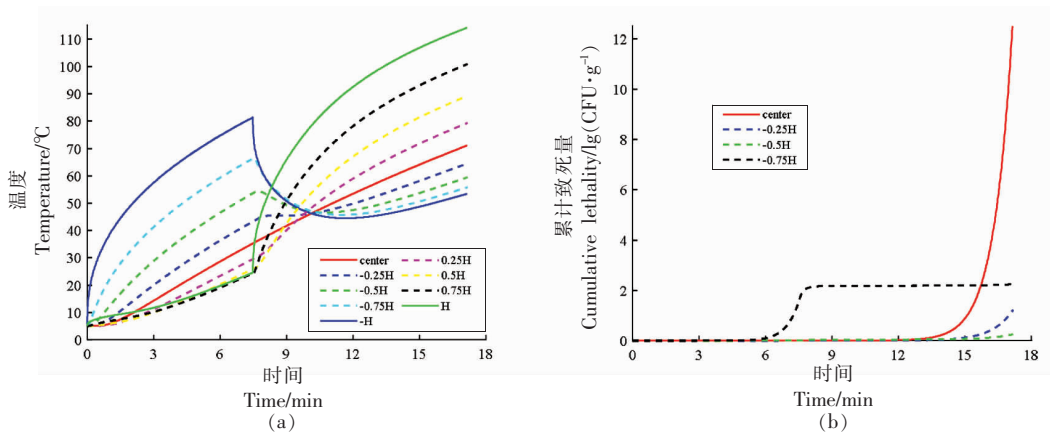 温度
Temperature/℃
110
100
90
80
70
60
50
40
30
20
10
0
center
0.25H
-0.25H
0.5H
-0.5H
0.75H
-0.75H
H
-H
0 3 6 9 12 15 18
时间
Time/min
(a)
累计致死量
Cumulative lethality/lg(CFU·g⁻¹)
12
10
8
6
4
2
0
center
-0.25H
-0.5H
-0.75H
0 3 6 9 12 15 18
时间
Time/min
(b)